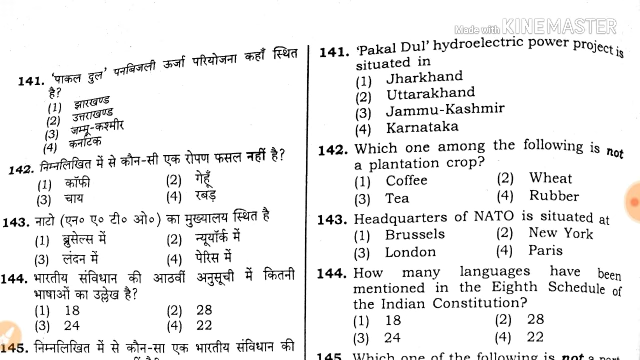 Made with KINEMASTER
141. 'पाकल दुल' पनबिजली ऊर्जा परियोजना कहाँ स्थित
है?
(1) झारखण्ड
(2) उत्तराखण्ड
(3) जम्मू-कश्मीर
(4) कर्नाटक
142. निम्नलिखित में से कौन-सी एक रोपण फसल नहीं है?
(1) कॉफी (2) गेहूँ
(3) चाय (4) रबड़
143. नाटो (एन० ए० टी० ओ०) का मुख्यालय स्थित है
(1) ब्रुसेल्स में (2) न्यूयॉर्क में
(3) लंदन में (4) पेरिस में
144. भारतीय संविधान की आठवीं अनुसूची में कितनी
भाषाओं का उल्लेख है?
(1) 18 (2) 28
(3) 24 (4) 22
145. निम्नलिखित में से कौन-सा एक भारतीय संविधान की
141. 'Pakal Dul' hydroelectric power project is
situated in
(1) Jharkhand
(2) Uttarakhand
(3) Jammu-Kashmir
(4) Karnataka
142. Which one among the following is not
a plantation crop?
(1) Coffee (2) Wheat
(3) Tea (4) Rubber
143. Headquarters of NATO is situated at
(1) Brussels (2) New York
(3) London (4) Paris
144. How many languages have been
mentioned in the Eighth Schedule of
the Indian Constitution?
(1) 18 (2) 28
(3) 24 (4) 22
145. Which one of the following is not a part